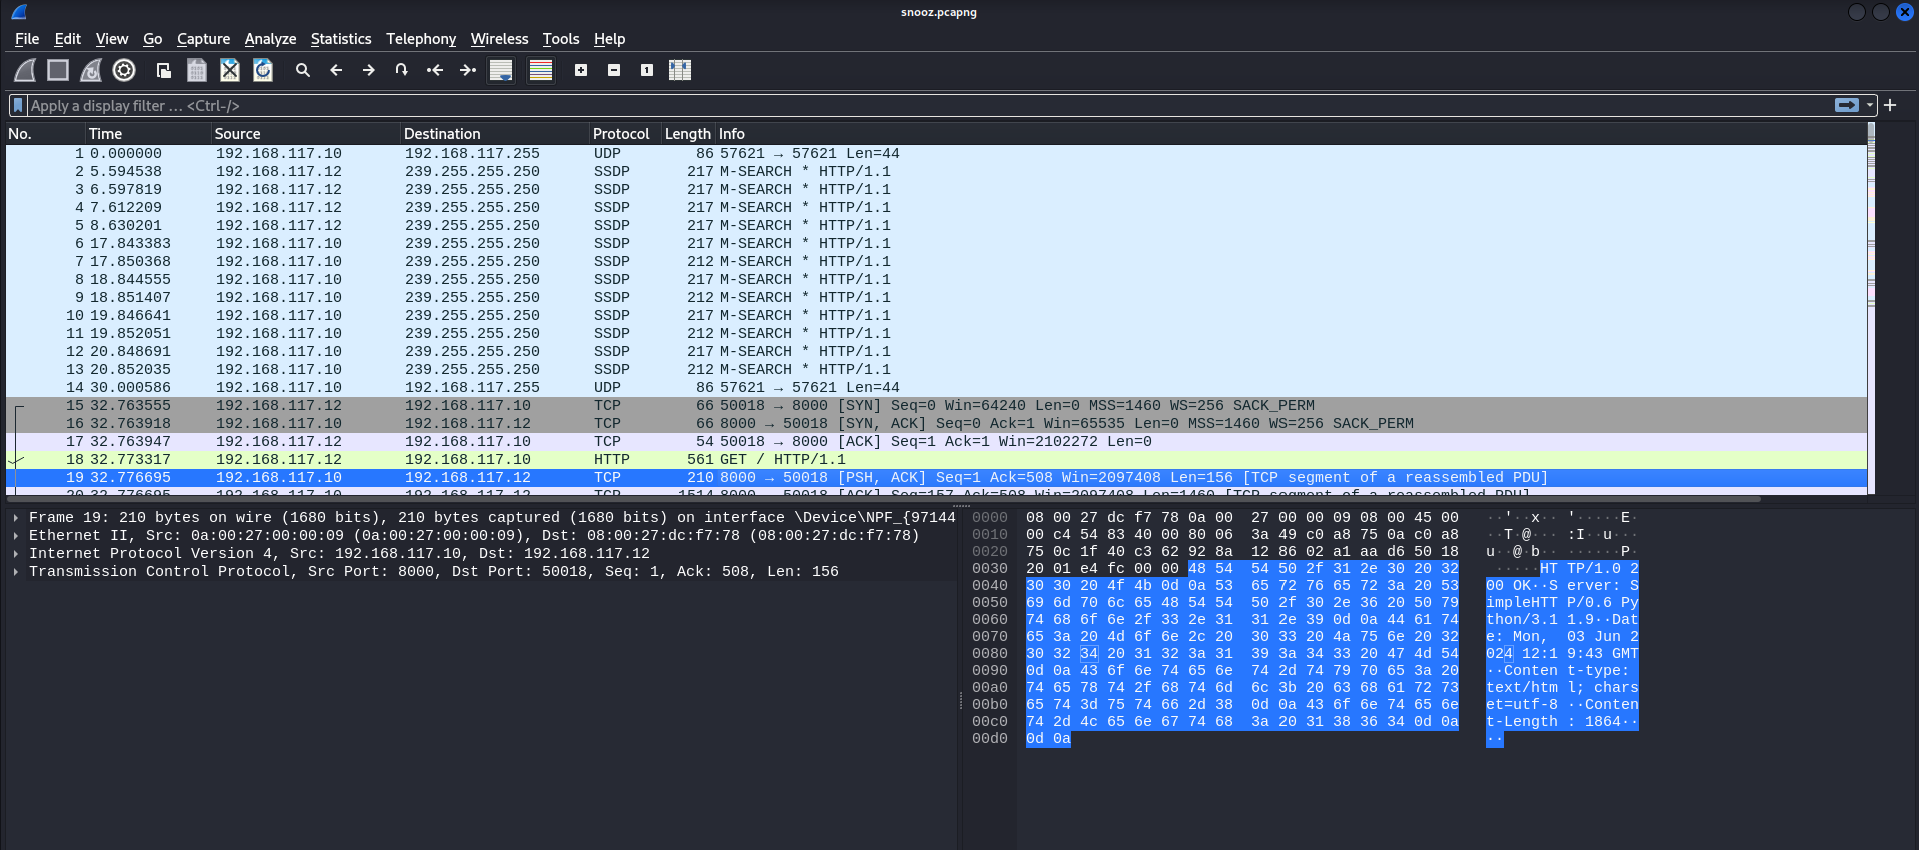 snooz.pcapng
File Edit View Go Capture Analyze Statistics Telephony Wireless Tools Help
Apply a display filter … <Ctrl-/>
No. Time Source Destination Protocol Length Info
1 0.000000 192.168.117.10 192.168.117.255 UDP 86 57621 → 57621 Len=44
2 5.594538 192.168.117.12 239.255.255.250 SSDP 217 M-SEARCH * HTTP/1.1
3 6.597819 192.168.117.12 239.255.255.250 SSDP 217 M-SEARCH * HTTP/1.1
4 7.612209 192.168.117.12 239.255.255.250 SSDP 217 M-SEARCH * HTTP/1.1
5 8.630201 192.168.117.12 239.255.255.250 SSDP 217 M-SEARCH * HTTP/1.1
6 17.843383 192.168.117.10 239.255.255.250 SSDP 217 M-SEARCH * HTTP/1.1
7 17.850368 192.168.117.10 239.255.255.250 SSDP 212 M-SEARCH * HTTP/1.1
8 18.844555 192.168.117.10 239.255.255.250 SSDP 217 M-SEARCH * HTTP/1.1
9 18.851407 192.168.117.10 239.255.255.250 SSDP 212 M-SEARCH * HTTP/1.1
10 19.846641 192.168.117.10 239.255.255.250 SSDP 217 M-SEARCH * HTTP/1.1
11 19.852051 192.168.117.10 239.255.255.250 SSDP 212 M-SEARCH * HTTP/1.1
12 20.848691 192.168.117.10 239.255.255.250 SSDP 217 M-SEARCH * HTTP/1.1
13 20.852035 192.168.117.10 239.255.255.250 SSDP 212 M-SEARCH * HTTP/1.1
14 30.000586 192.168.117.10 192.168.117.255 UDP 86 57621 → 57621 Len=44
15 32.763555 192.168.117.12 192.168.117.10 TCP 66 50018 → 8000 [SYN] Seq=0 Win=64240 Len=0 MSS=1460 WS=256 SACK_PERM
16 32.763918 192.168.117.10 192.168.117.12 TCP 66 8000 → 50018 [SYN, ACK] Seq=0 Ack=1 Win=65535 Len=0 MSS=1460 WS=256 SACK_PERM
17 32.763947 192.168.117.12 192.168.117.10 TCP 54 50018 → 8000 [ACK] Seq=1 Ack=1 Win=2102272 Len=0
18 32.773317 192.168.117.12 192.168.117.10 HTTP 561 GET / HTTP/1.1
19 32.776695 192.168.117.10 192.168.117.12 TCP 210 8000 → 50018 [PSH, ACK] Seq=1 Ack=508 Win=2097408 Len=156 [TCP segment of a reassembled PDU]
20 32.776695 192.168.117.10 192.168.117.12 TCP 1514 8000 → 50018 [ACK] Seq=157 Ack=508 Win=2097408 Len=1460 [TCP segment of a reassembled PDU]
Frame 19: 210 bytes on wire (1680 bits), 210 bytes captured (1680 bits) on interface \Device\NPF_{97144
Ethernet II, Src: 0a:00:27:00:00:09 (0a:00:27:00:00:09), Dst: 08:00:27:dc:f7:78 (08:00:27:dc:f7:78)
Internet Protocol Version 4, Src: 192.168.117.10, Dst: 192.168.117.12
Transmission Control Protocol, Src Port: 8000, Dst Port: 50018, Seq: 1, Ack: 508, Len: 156
0000 08 00 27 dc f7 78 0a 00 27 00 00 09 08 00 45 00 ··'··x·· '·····E·
0010 00 c4 54 83 40 00 80 06 3a 49 c0 a8 75 0a c0 a8 ··T·@··· :I··u···
0020 75 0c 1f 40 c3 62 92 8a 12 86 02 a1 aa d6 50 18 u··@·b·· ······P·
0030 20 01 e4 fc 00 00 48 54 54 50 2f 31 2e 30 20 32 ·····HT TP/1.0 2
0040 30 30 20 4f 4b 0d 0a 53 65 72 76 65 72 3a 20 53 00 OK··S erver: S
0050 69 6d 70 6c 65 48 54 54 50 2f 30 2e 36 20 50 79 impleHTT P/0.6 Py
0060 74 68 6f 6e 2f 33 2e 31 31 2e 39 0d 0a 44 61 74 thon/3.1 1.9··Dat
0070 65 3a 20 4d 6f 6e 2c 20 30 33 20 4a 75 6e 20 32 e: Mon, 03 Jun 2
0080 30 32 34 20 31 32 3a 31 39 3a 34 33 20 47 4d 54 024 12:1 9:43 GMT
0090 0d 0a 43 6f 6e 74 65 6e 74 2d 74 79 70 65 3a 20 ··Conten t-type:
00a0 74 65 78 74 2f 68 74 6d 6c 3b 20 63 68 61 72 73 text/htm l; chars
00b0 65 74 3d 75 74 66 2d 38 0d 0a 43 6f 6e 74 65 6e et=utf-8 ··Conten
00c0 74 2d 4c 65 6e 67 74 68 3a 20 31 38 36 34 0d 0a t-Length : 1864··
00d0 0d 0a ··